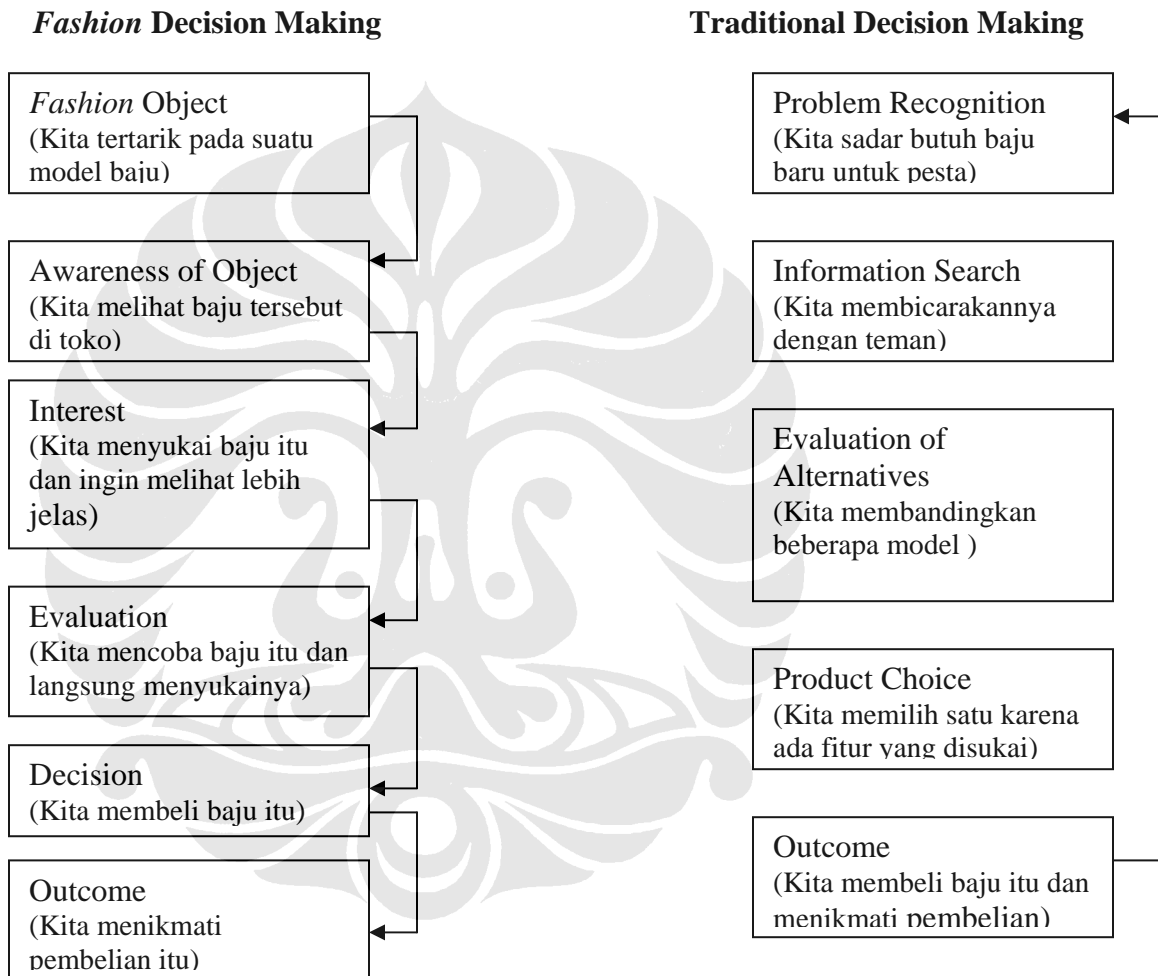 Fashion Decision Making
Fashion Object
(Kita tertarik pada suatu
model baju)
Awareness of Object
(Kita melihat baju tersebut
di toko)
Interest
(Kita menyukai baju itu
dan ingin melihat lebih
jelas)
Evaluation
(Kita mencoba baju itu dan
langsung menyukainya)
Decision
(Kita membeli baju itu)
Outcome
(Kita menikmati
pembelian itu)
Traditional Decision Making
Problem Recognition
(Kita sadar butuh baju
baru untuk pesta)
Information Search
(Kita membicarakannya
dengan teman)
Evaluation of
Alternatives
(Kita membandingkan
beberapa model )
Product Choice
(Kita memilih satu karena
ada fitur yang disukai)
Outcome
(Kita membeli baju itu dan
menikmati pembelian)